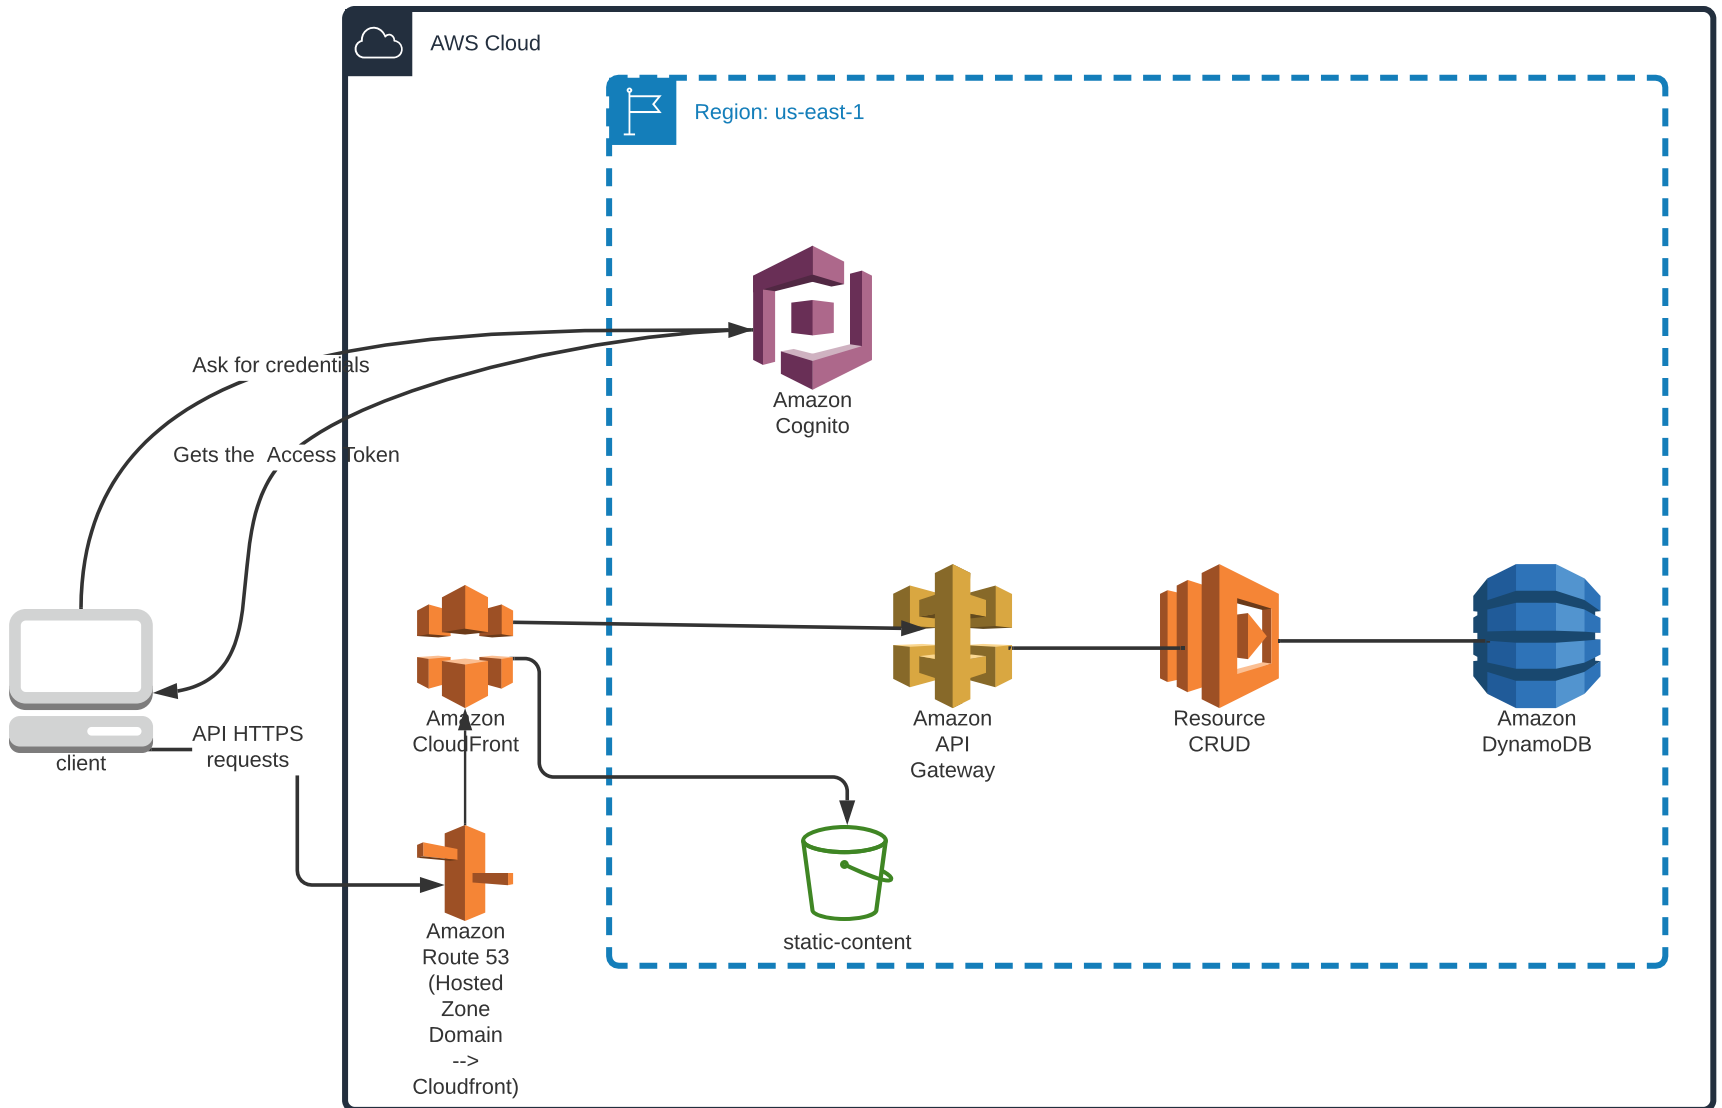 AWS Cloud
Region: us-east-1
Amazon
Cognito
Ask for credentials
Gets the  Access Token
client
API HTTPS
requests
Amazon
CloudFront
Amazon
API
Gateway
Resource
CRUD
Amazon
DynamoDB
static-content
Amazon
Route 53
(Hosted
Zone
Domain
-->
Cloudfront)